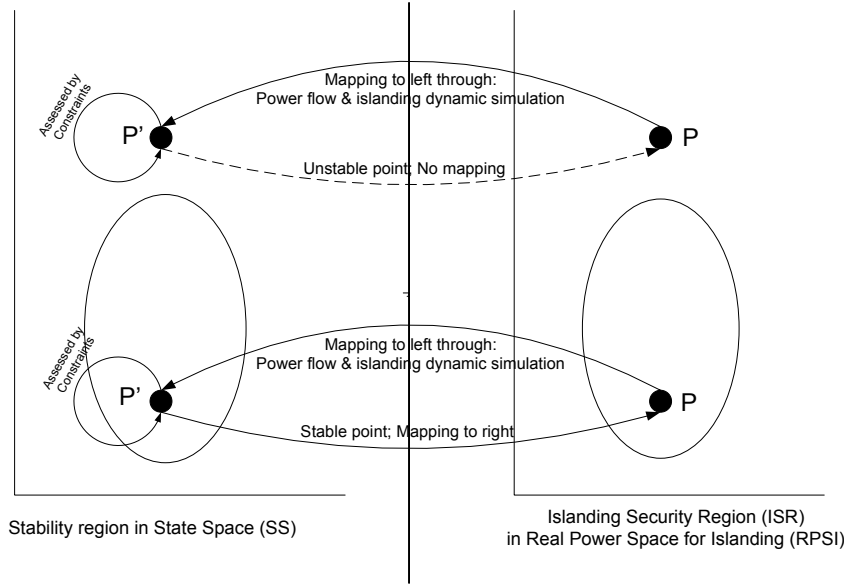 Mapping to left through:
Power flow & islanding dynamic simulation
Assessed by
Constraints
P’
P
Unstable point; No mapping
Mapping to left through:
Power flow & islanding dynamic simulation
Assessed by
Constraints
P’
P
Stable point; Mapping to right
Stability region in State Space (SS)
Islanding Security Region (ISR)
in Real Power Space for Islanding (RPSI)